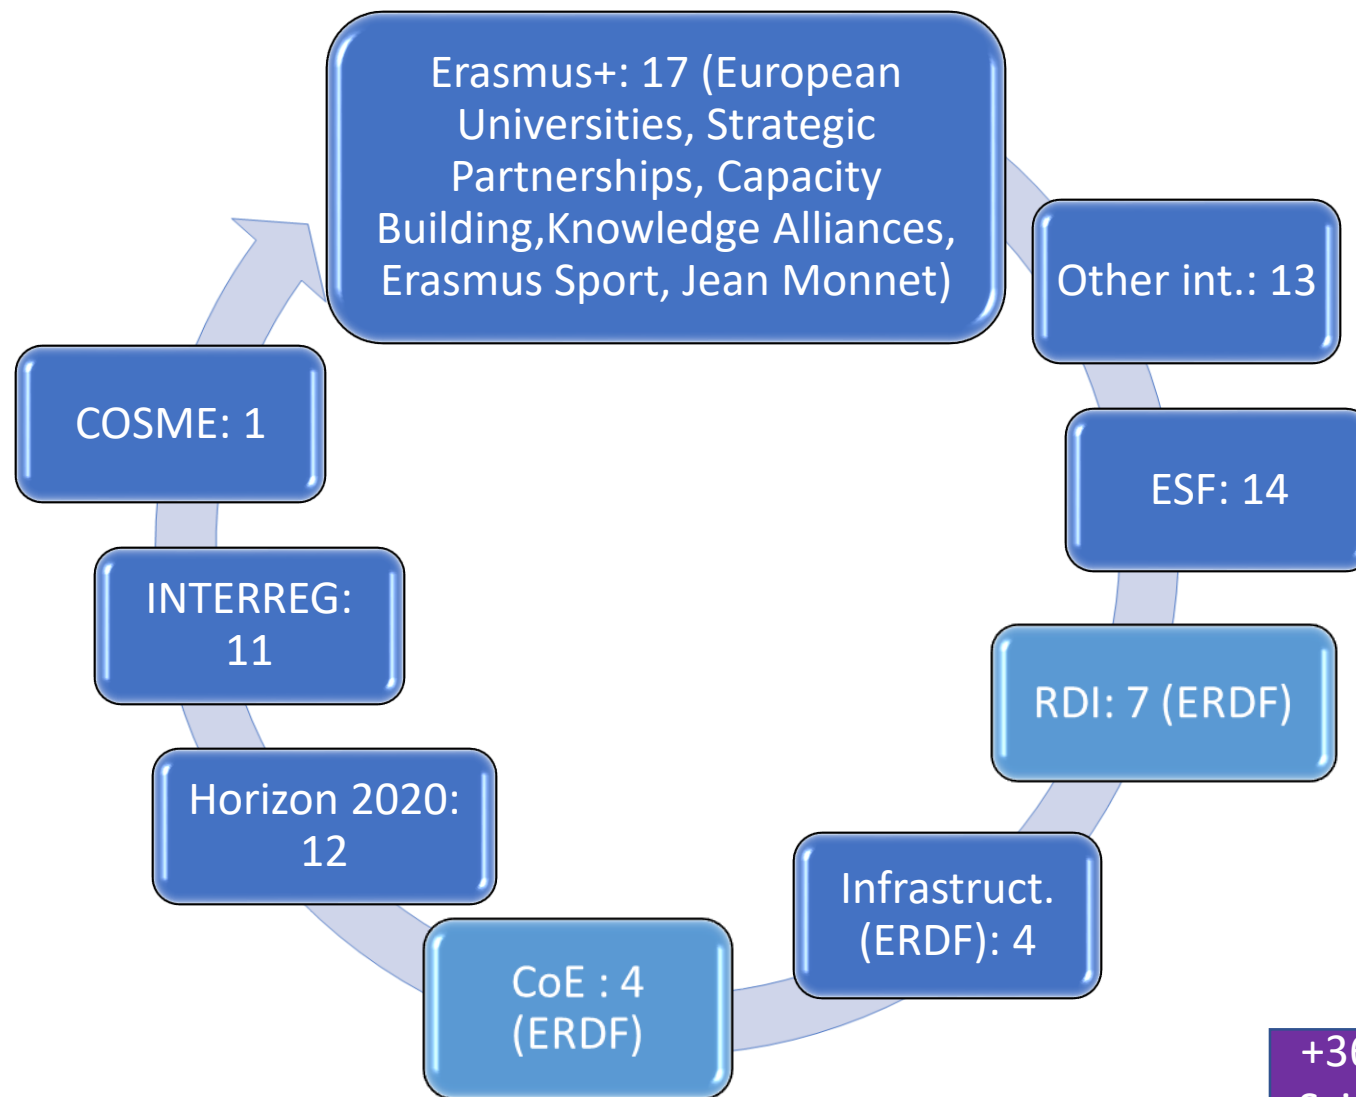 Erasmus+: 17 (European
Universities, Strategic
Partnerships, Capacity
Building,Knowledge Alliances,
Erasmus Sport, Jean Monnet)
Other int.: 13
ESF: 14
RDI: 7 (ERDF)
Infrastruct.
(ERDF): 4
CoE : 4
(ERDF)
Horizon 2020:
12
INTERREG:
11
COSME: 1